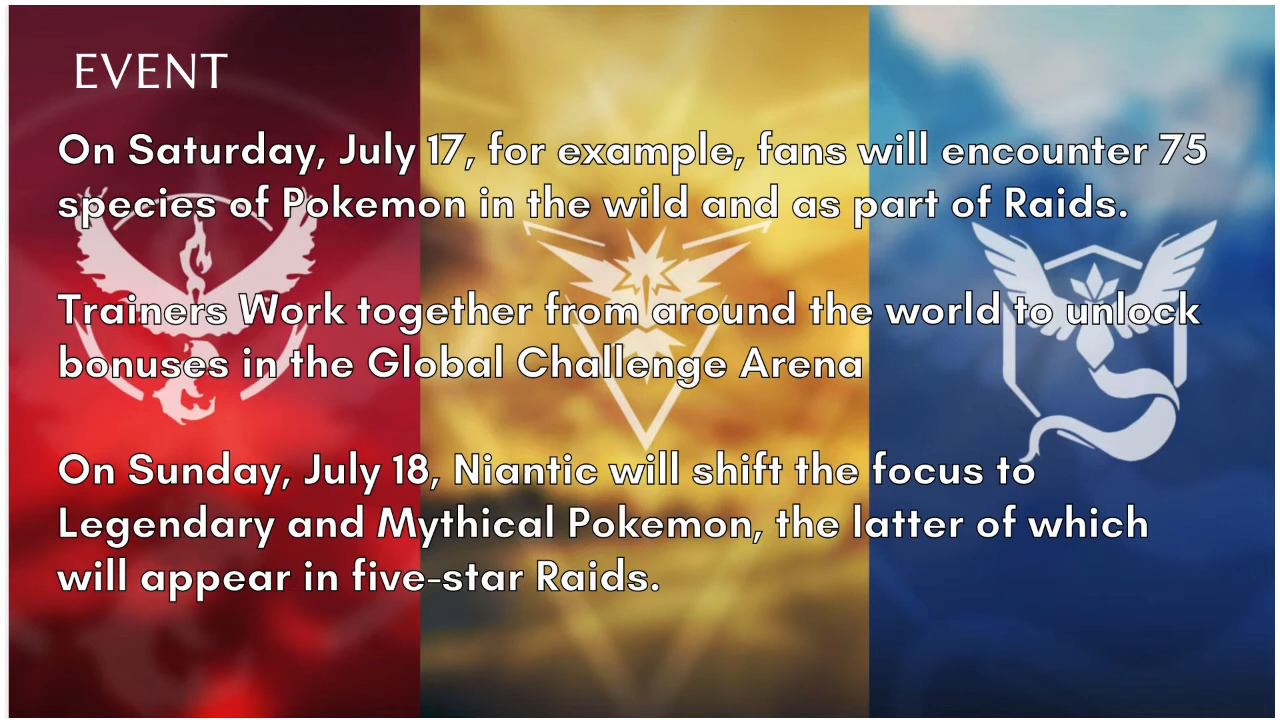 EVENT
On Saturday, July 17, for example, fans will encounter 75
species of Pokemon in the wild and as part of Raids.
Trainers Work together from around the world to unlock
bonuses in the Global Challenge Arena
On Sunday, July 18, Niantic will shift the focus to
Legendary and Mythical Pokemon, the latter of which
will appear in five-star Raids.